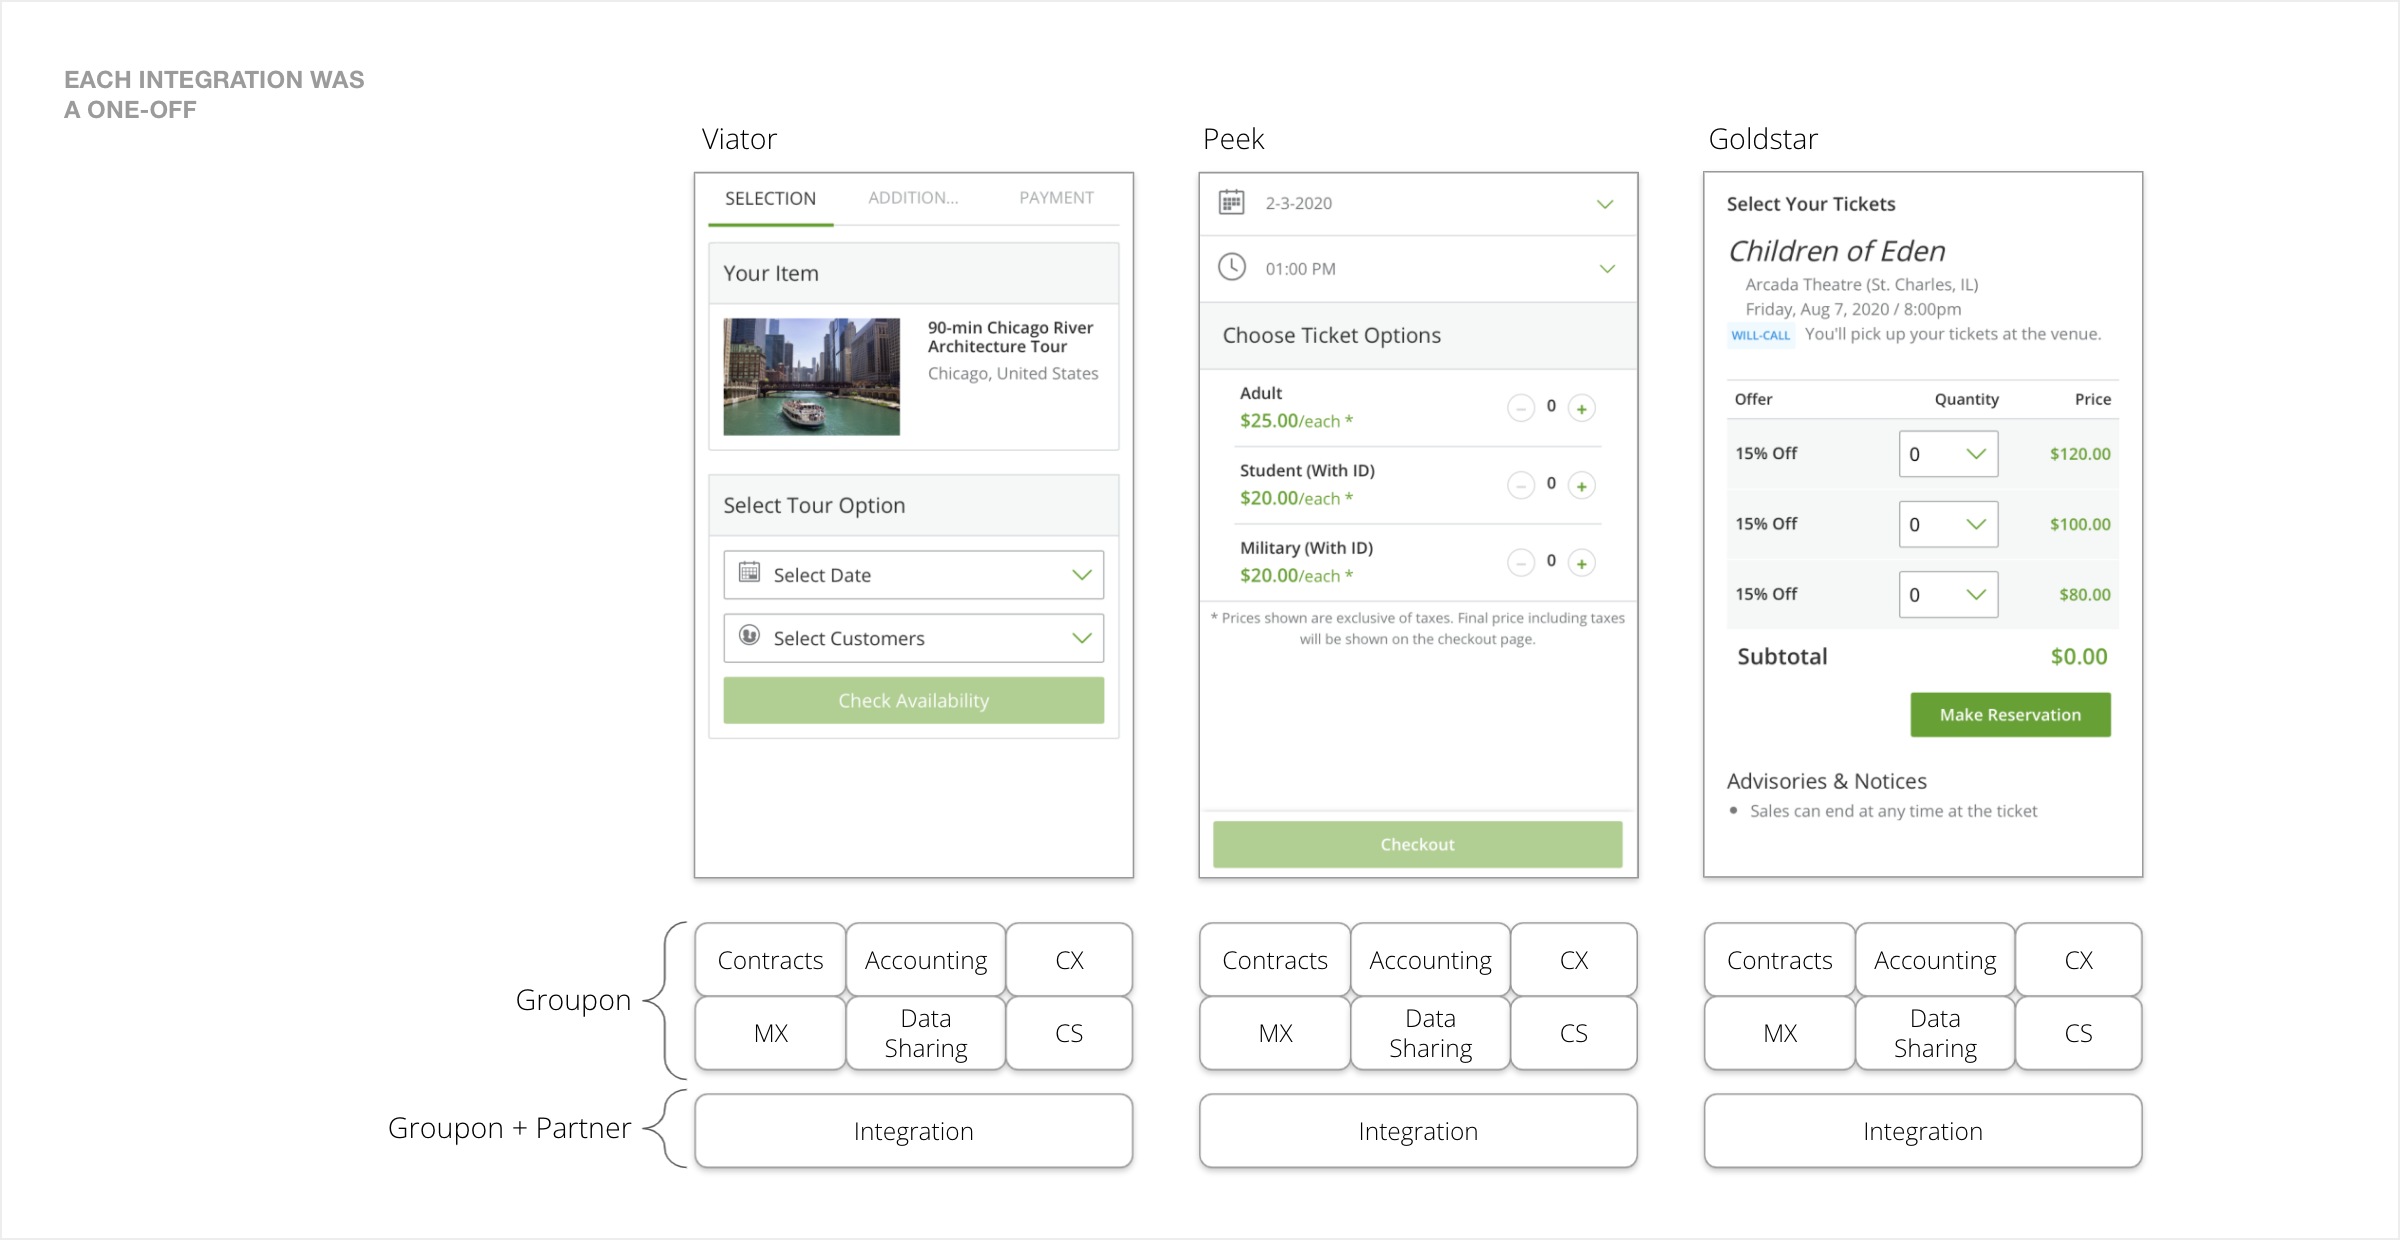 EACH INTEGRATION WAS
A ONE-OFF
Viator
SELECTION ADDITION... PAYMENT
Your Item
90-min Chicago River
Architecture Tour
Chicago, United States
Select Tour Option
Select Date
Select Customers
Check Availability
Peek
2-3-2020
01:00 PM
Choose Ticket Options
Adult
$25.00/each *
0
Student (With ID)
$20.00/each *
0
Military (With ID)
$20.00/each *
0
* Prices shown are exclusive of taxes. Final price including taxes
will be shown on the checkout page.
Checkout
Goldstar
Select Your Tickets
Children of Eden
Arcada Theatre (St. Charles, IL)
Friday, Aug 7, 2020 / 8:00pm
WILL-CALL You'll pick up your tickets at the venue.
Offer Quantity Price
15% Off 0 $120.00
15% Off 0 $100.00
15% Off 0 $80.00
Subtotal $0.00
Make Reservation
Advisories & Notices
• Sales can end at any time at the ticket
Groupon
Contracts Accounting CX
MX Data Sharing CS
Contracts Accounting CX
MX Data Sharing CS
Contracts Accounting CX
MX Data Sharing CS
Groupon + Partner
Integration
Integration
Integration